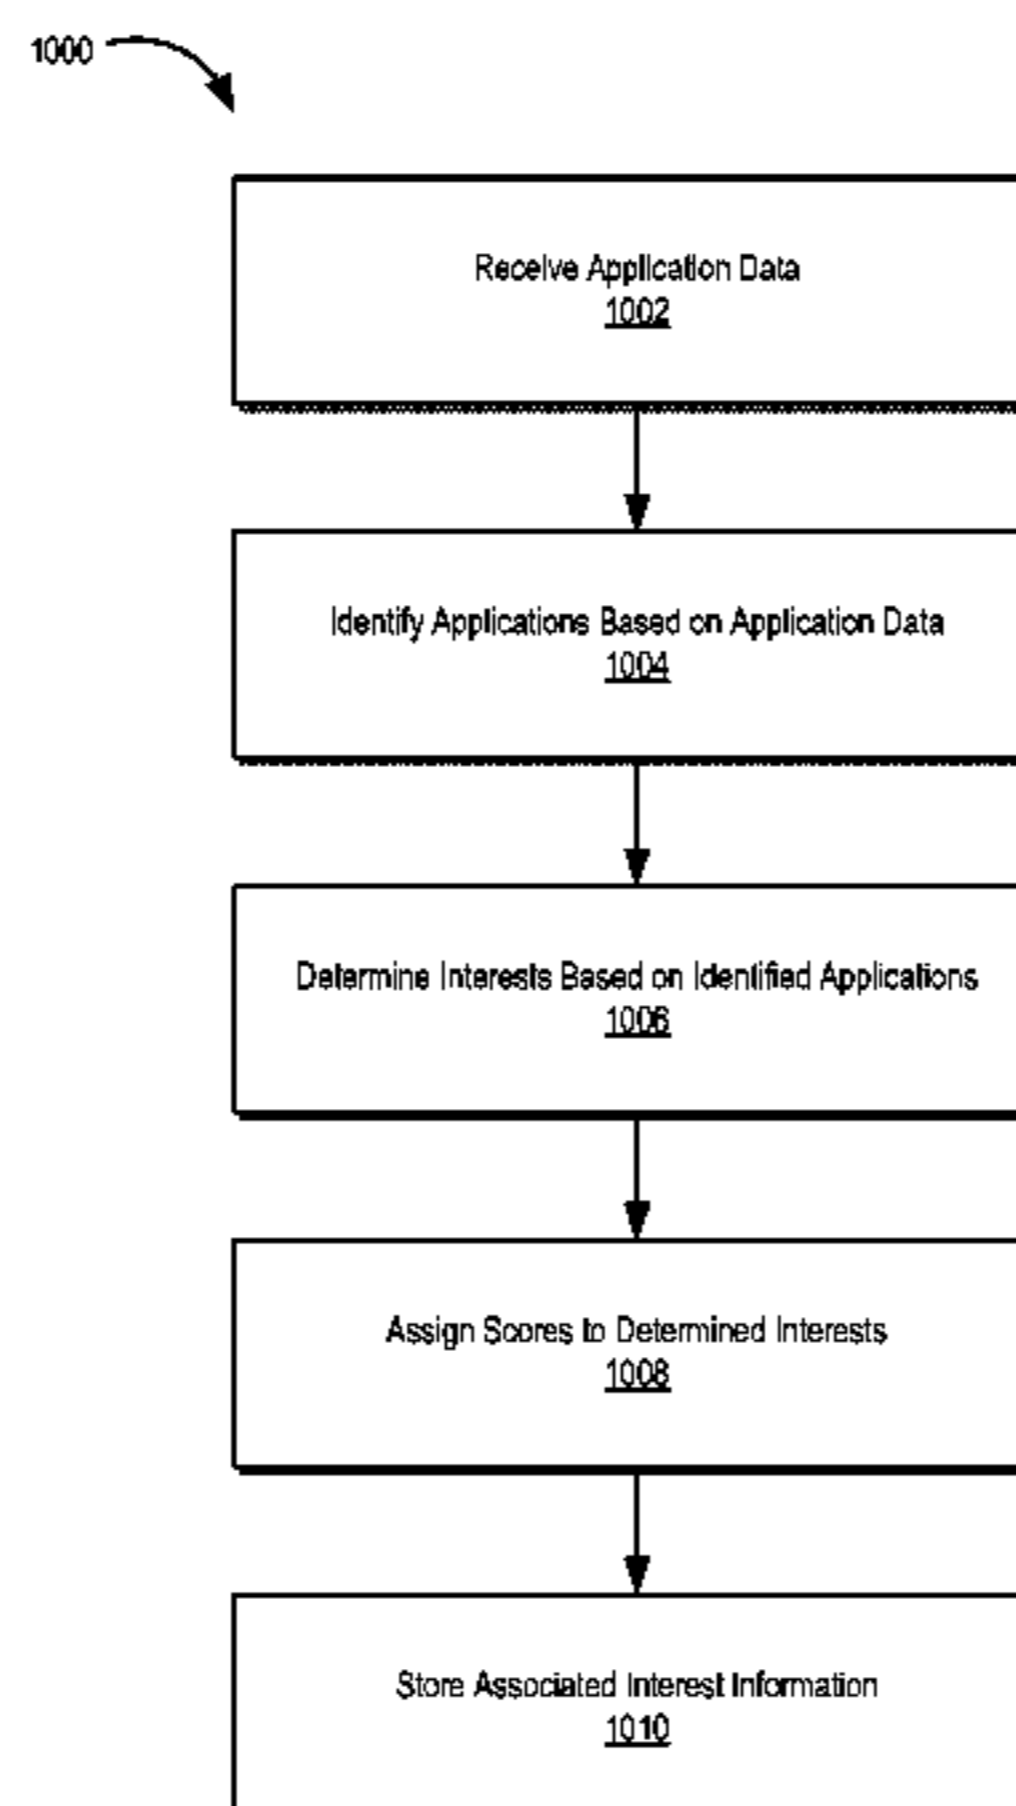 1000
Receive Application Data
1002
Identify Applications Based on Application Data
1004
Determine Interests Based on Identified Applications
1006
Assign Scores to Determined Interests
1008
Store Associated Interest Information
1010